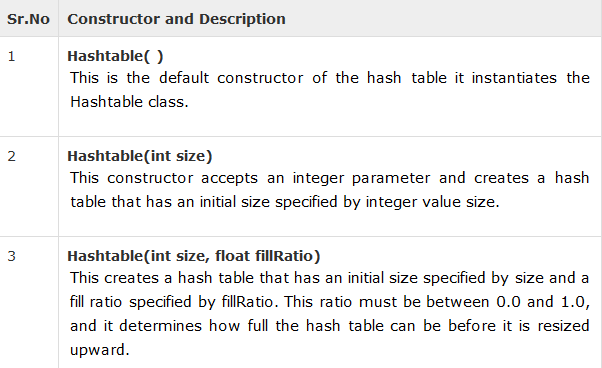 Sr.No Constructor and Description
1 Hashtable( )
This is the default constructor of the hash table it instantiates the
Hashtable class.
2 Hashtable(int size)
This constructor accepts an integer parameter and creates a hash
table that has an initial size specified by integer value size.
3 Hashtable(int size, float fillRatio)
This creates a hash table that has an initial size specified by size and a
fill ratio specified by fillRatio. This ratio must be between 0.0 and 1.0,
and it determines how full the hash table can be before it is resized
upward.